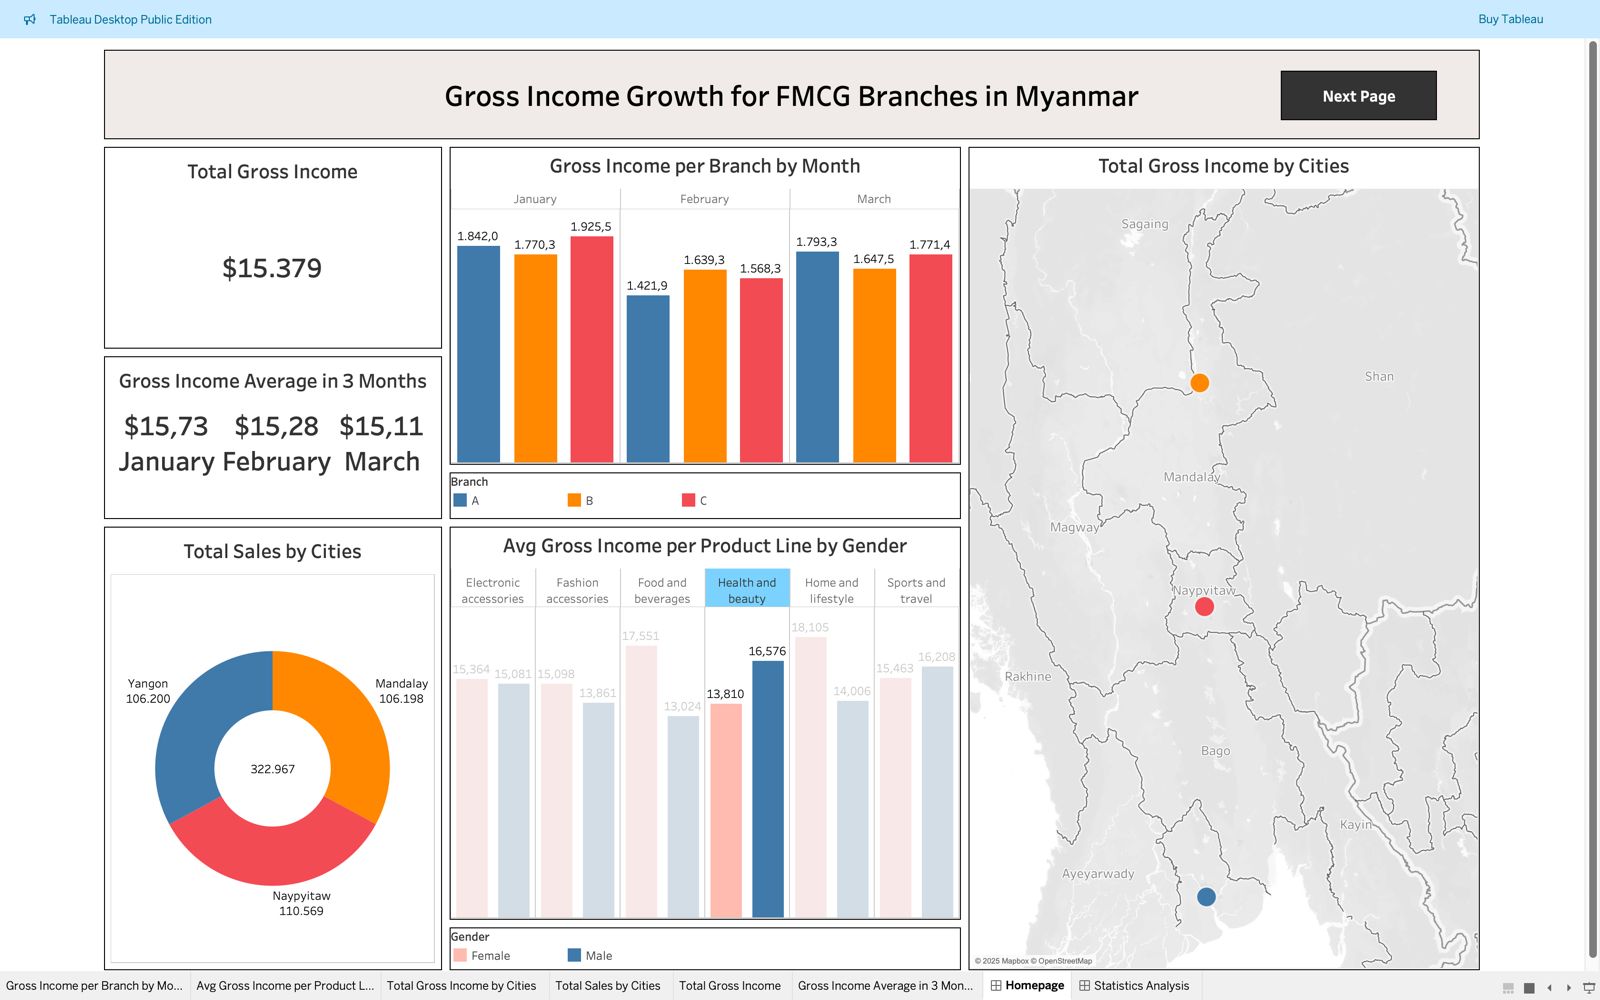 Tableau Desktop Public Edition
Buy Tableau
Gross Income Growth for FMCG Branches in Myanmar
Next Page
Total Gross Income
$15.379
Gross Income Average in 3 Months
$15,73 $15,28 $15,11
January February March
Total Sales by Cities
Yangon
106.200
Mandalay
106.198
322.967
Naypyitaw
110.569
Gross Income per Branch by Month
January February March
1.842,0 1.770,3 1.925,5 1.421,9 1.639,3 1.568,3 1.793,3 1.647,5 1.771,4
Branch
A B C
Avg Gross Income per Product Line by Gender
Electronic accessories
Fashion accessories
Food and beverages
Health and beauty
Home and lifestyle
Sports and travel
15,364 15,081 15,098 13,861 17,551 13,024 13,810 16,576 18,105 14,006 15,463 16,208
Gender
Female Male
Total Gross Income by Cities
Sagaing
Shan
Mandalay
Magway
Naypyitaw
Rakhine
Bago
Kayin
Ayeyarwady
© 2025 Mapbox © OpenStreetMap
Gross Income per Branch by Mo... Avg Gross Income per Product L... Total Gross Income by Cities Total Sales by Cities Total Gross Income Gross Income Average in 3 Mon... Homepage Statistics Analysis